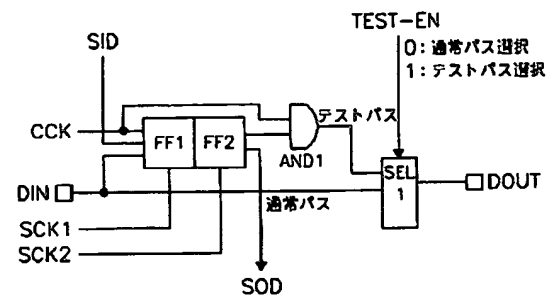 TEST-EN
0:通常パス選択
1:テストパス選択
SID
CCK
FF1
FF2
AND1
テストパス
DIN
通常パス
SEL
1
DOUT
SCK1
SCK2
SOD